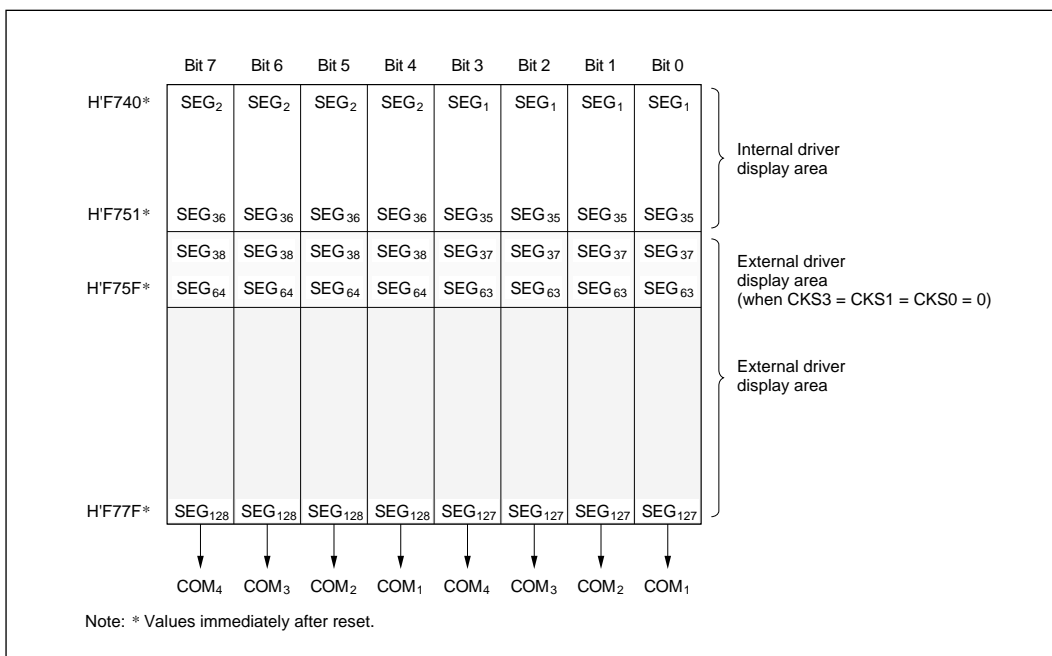 Bit 7 Bit 6 Bit 5 Bit 4 Bit 3 Bit 2 Bit 1 Bit 0
H'F740* SEG2 SEG2 SEG2 SEG2 SEG1 SEG1 SEG1 SEG1
Internal driver
display area
H'F751* SEG36 SEG36 SEG36 SEG36 SEG35 SEG35 SEG35 SEG35
SEG38 SEG38 SEG38 SEG38 SEG37 SEG37 SEG37 SEG37
External driver
display area
(when CKS3 = CKS1 = CKS0 = 0)
H'F75F* SEG64 SEG64 SEG64 SEG64 SEG63 SEG63 SEG63 SEG63
External driver
display area
H'F77F* SEG128 SEG128 SEG128 SEG128 SEG127 SEG127 SEG127 SEG127
COM4 COM3 COM2 COM1 COM4 COM3 COM2 COM1
Note: * Values immediately after reset.